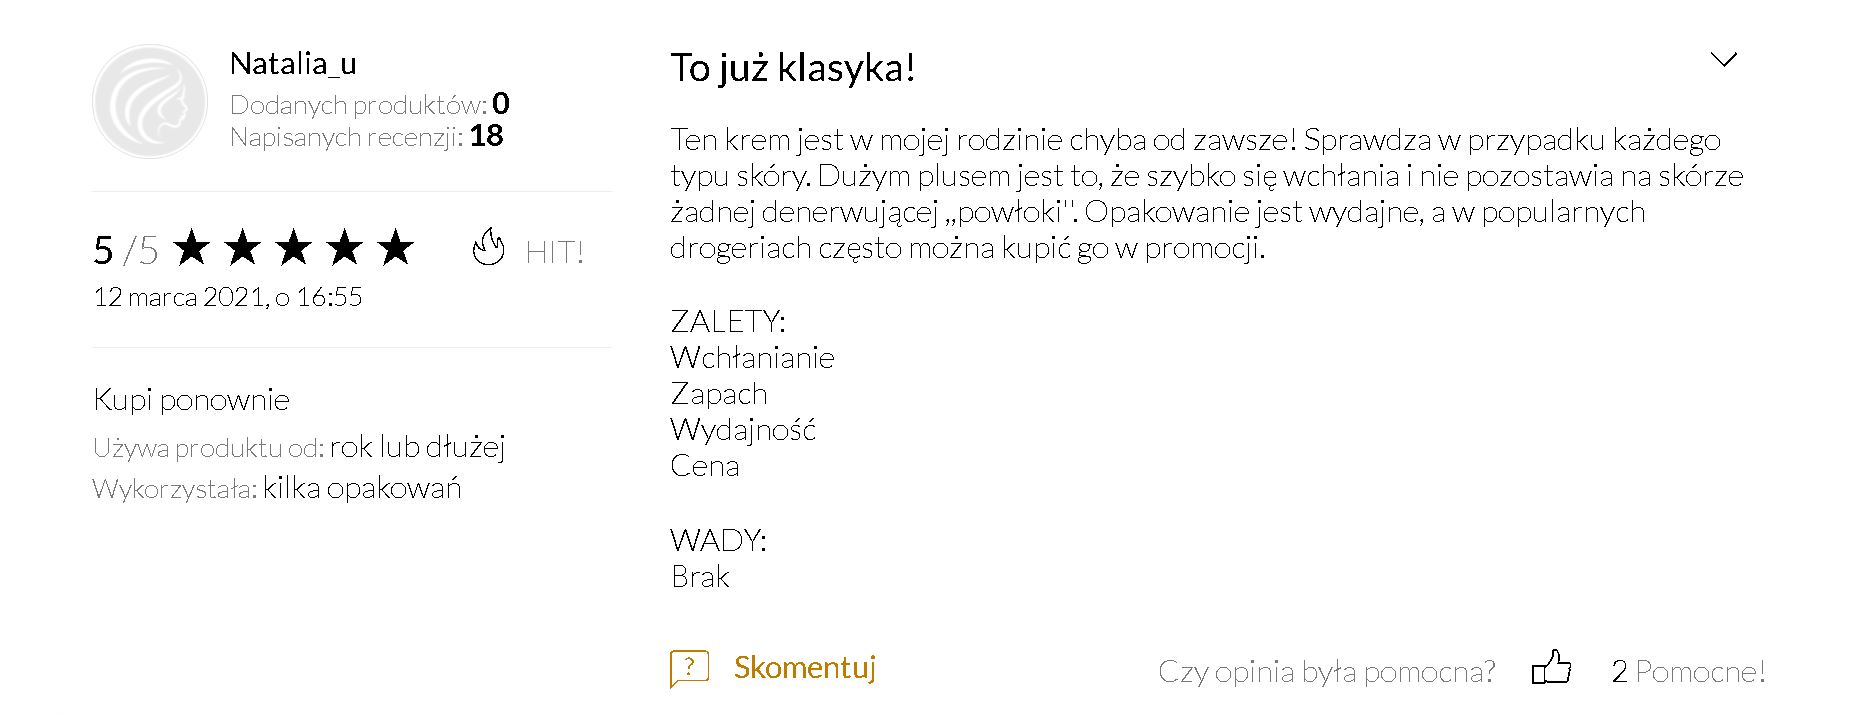 Natalia_u
Dodanych produktów: 0
Napisanych recenzji: 18
5 /5 ★ ★ ★ ★ ★ HIT!
12 marca 2021, o 16:55
Kupi ponownie
Używa produktu od: rok lub dłużej
Wykorzystała: kilka opakowań
To już klasyka!
Ten krem jest w mojej rodzinie chyba od zawsze! Sprawdza w przypadku każdego
typu skóry. Dużym plusem jest to, że szybko się wchłania i nie pozostawia na skórze
żadnej denerwującej ,,powłoki''. Opakowanie jest wydajne, a w popularnych
drogeriach często można kupić go w promocji.
ZALETY:
Wchłanianie
Zapach
Wydajność
Cena
WADY:
Brak
? Skomentuj
Czy opinia była pomocna? 2 Pomocne!